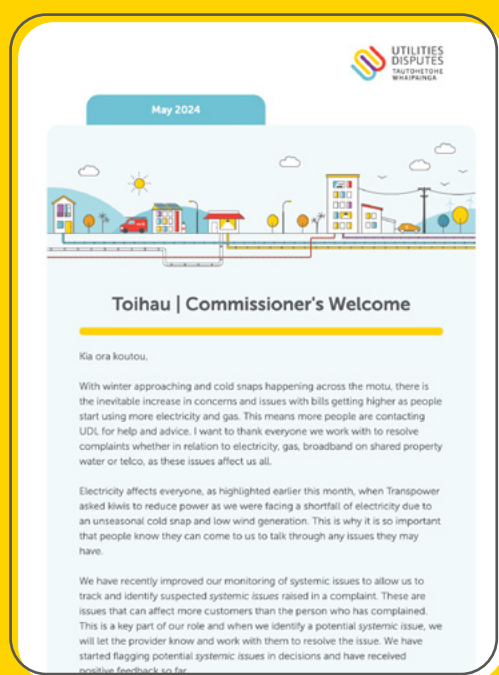 UTILITIES
DISPUTES
TAUTOHETOHE
WHAIPAINGA
May 2024
Toihau | Commissioner's Welcome
Kia ora koutou,
With winter approaching and cold snaps happening across the motu, there is
the inevitable increase in concerns and issues with bills getting higher as people
start using more electricity and gas. This means more people are contacting
UDL for help and advice. I want to thank everyone we work with to resolve
complaints whether in relation to electricity, gas, broadband on shared property
water or telco, as these issues affect us all.
Electricity affects everyone, as highlighted earlier this month, when Transpower
asked kiwis to reduce power as we were facing a shortfall of electricity due to
an unseasonal cold snap and low wind generation. This is why it is so important
that people know they can come to us to talk through any issues they may
have.
We have recently improved our monitoring of systemic issues to allow us to
track and identify suspected systemic issues raised in a complaint. These are
issues that can affect more customers than the person who has complained.
This is a key part of our role and when we identify a potential systemic issue, we
will let the provider know and work with them to resolve the issue. We have
started flagging potential systemic issues in decisions and have received
positive feedback so far